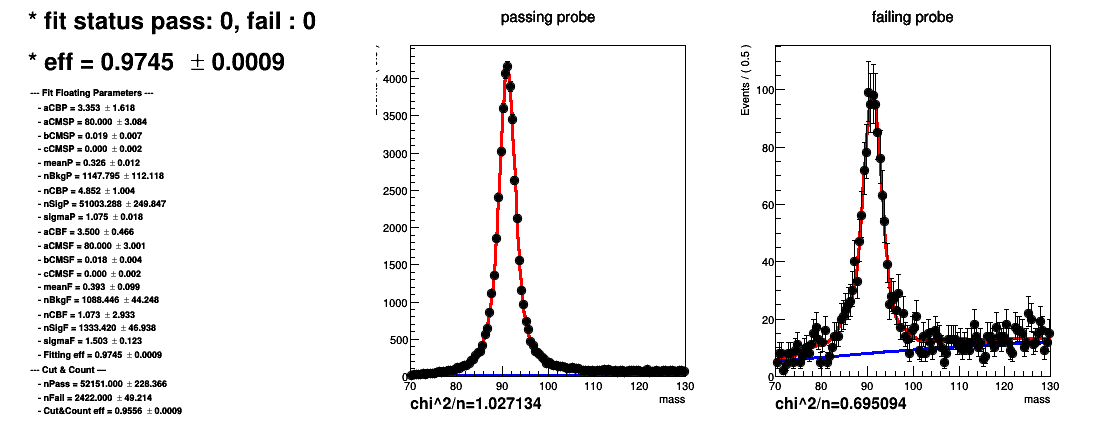 * fit status pass: 0, fail : 0
* eff = 0.9745 ± 0.0009
--- Fit Floating Parameters ---
- aCBP = 3.353 ± 1.618
- aCMSP = 80.000 ± 3.084
- bCMSP = 0.019 ± 0.007
- cCMSP = 0.000 ± 0.002
- meanP = 0.326 ± 0.012
- nBkgP = 1147.795 ± 112.118
- nCBP = 4.852 ± 1.004
- nSigP = 51003.288 ± 249.847
- sigmaP = 1.075 ± 0.018
- aCBF = 3.500 ± 0.466
- aCMSF = 80.000 ± 3.001
- bCMSF = 0.018 ± 0.004
- cCMSF = 0.000 ± 0.002
- meanF = 0.393 ± 0.099
- nBkgF = 1088.446 ± 44.248
- nCBF = 1.073 ± 2.933
- nSigF = 1333.420 ± 46.938
- sigmaF = 1.503 ± 0.123
- Fitting eff = 0.9745 ± 0.0009
--- Cut & Count ---
- nPass = 52151.000 ± 228.366
- nFail = 2422.000 ± 49.214
- Cut&Count eff = 0.9556 ± 0.0009
passing probe
4000
3500
3000
2500
2000
1500
1000
500
0
70 80 90 100 110 120 130
mass
chi^2/n=1.027134
failing probe
Events / ( 0.5 )
100
80
60
40
20
0
70 80 90 100 110 120 130
mass
chi^2/n=0.695094